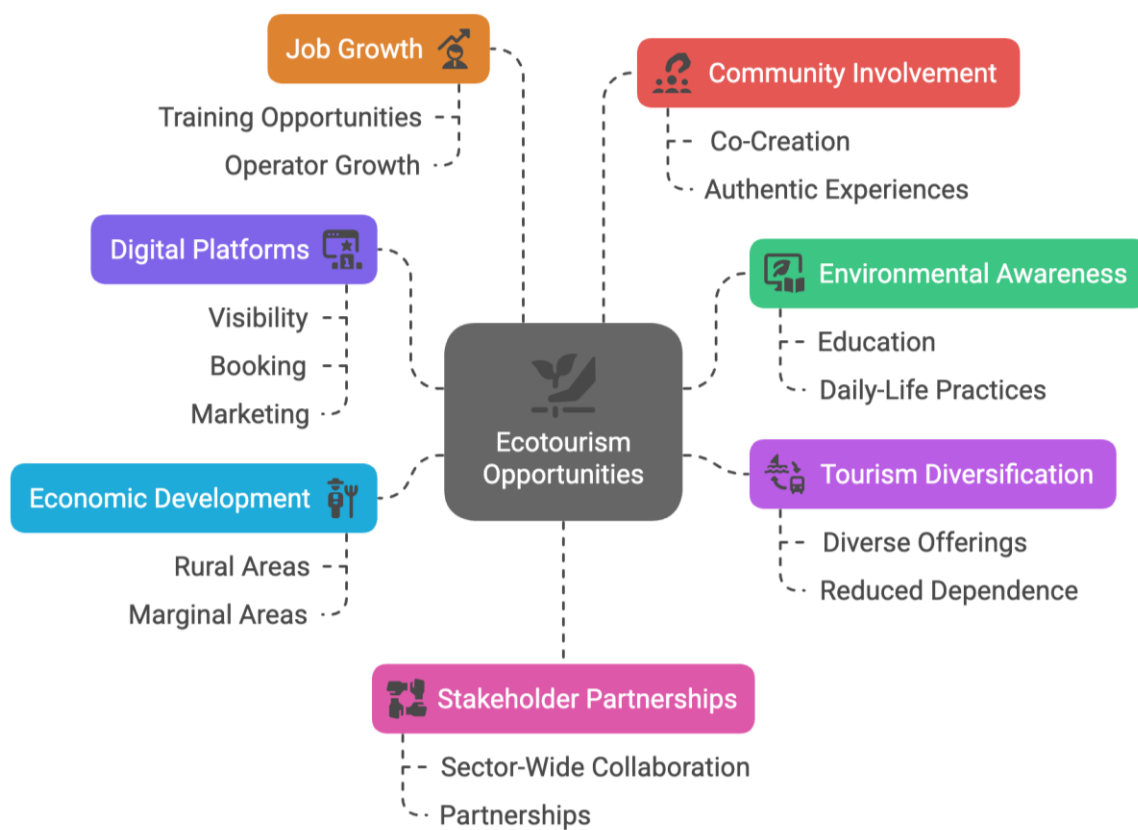 Job Growth
Training Opportunities
Operator Growth
Community Involvement
Co-Creation
Authentic Experiences
Digital Platforms
Visibility
Booking
Marketing
Environmental Awareness
Education
Daily-Life Practices
Ecotourism
Opportunities
Economic Development
Rural Areas
Marginal Areas
Tourism Diversification
Diverse Offerings
Reduced Dependence
Stakeholder Partnerships
Sector-Wide Collaboration
Partnerships